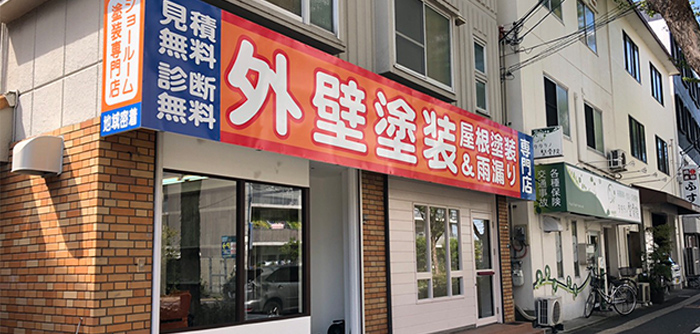 ショールーム
塗装専門店
地域密着
見積無料
診断無料
外壁塗装
屋根塗装
&雨漏り
専門店
各種保険
交通事故
す